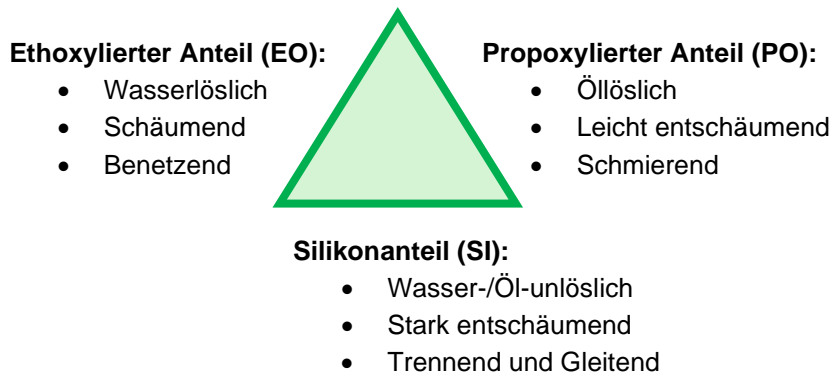 Ethoxylierter Anteil (EO):
• Wasserlöslich
• Schäumend
• Benetzend
Propoxylierter Anteil (PO):
• Öllöslich
• Leicht entschäumend
• Schmierend
Silikonanteil (SI):
• Wasser-/Öl-unlöslich
• Stark entschäumend
• Trennend und Gleitend